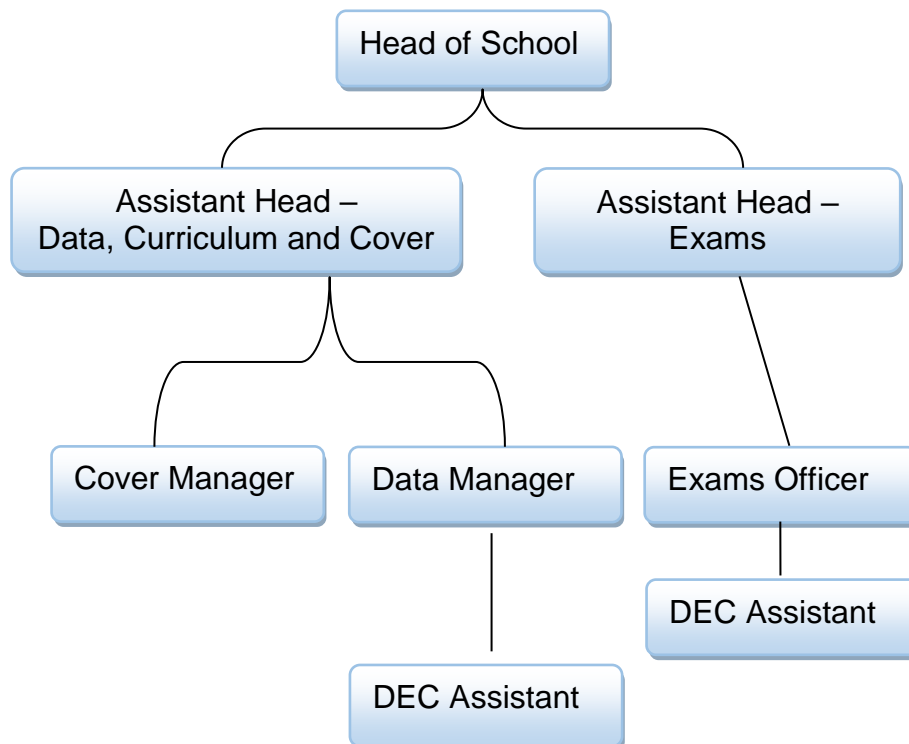 Head of School
Assistant Head –
Data, Curriculum and Cover
Assistant Head –
Exams
Cover Manager
Data Manager
Exams Officer
DEC Assistant
DEC Assistant